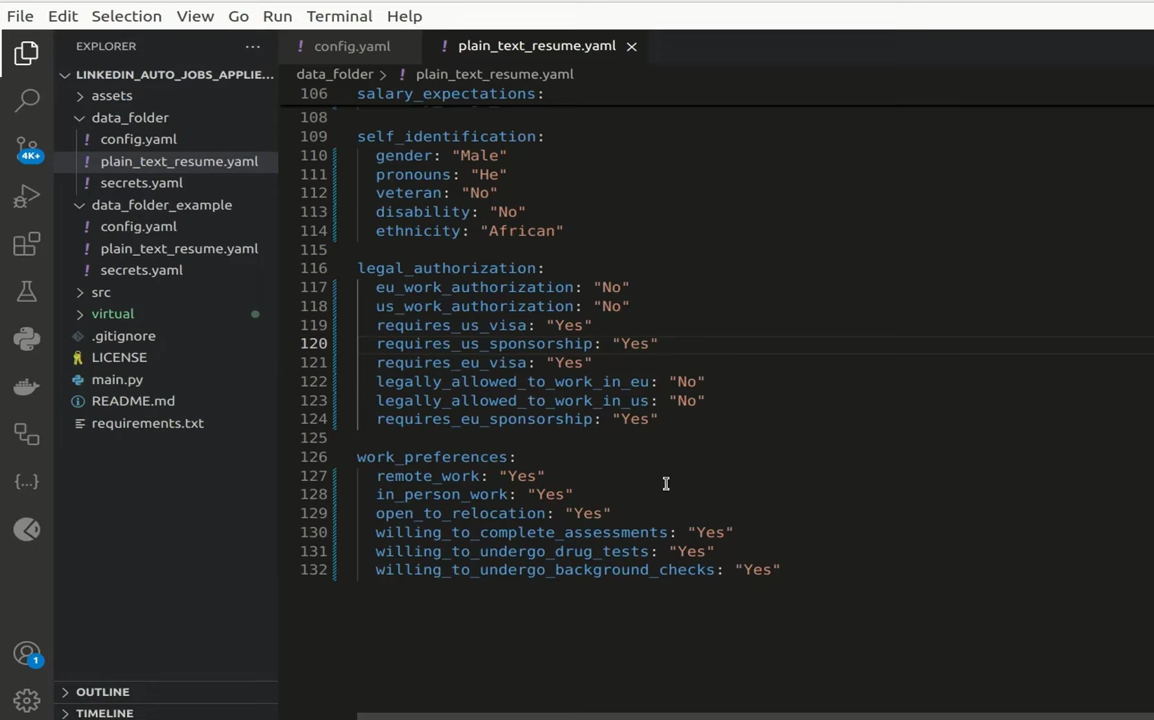 File Edit Selection View Go Run Terminal Help
EXPLORER ...
! config.yaml
! plain_text_resume.yaml ×
LINKEDIN_AUTO_JOBS_APPLIE...
assets
data_folder
! config.yaml
! plain_text_resume.yaml
! secrets.yaml
data_folder_example
! config.yaml
! plain_text_resume.yaml
! secrets.yaml
src
virtual
.gitignore
LICENSE
main.py
README.md
requirements.txt
OUTLINE
TIMELINE
4K+
{...}
1
data_folder > ! plain_text_resume.yaml
106 salary_expectations:
108
109 self_identification:
110 gender: "Male"
111 pronouns: "He"
112 veteran: "No"
113 disability: "No"
114 ethnicity: "African"
115
116 legal_authorization:
117 eu_work_authorization: "No"
118 us_work_authorization: "No"
119 requires_us_visa: "Yes"
120 requires_us_sponsorship: "Yes"
121 requires_eu_visa: "Yes"
122 legally_allowed_to_work_in_eu: "No"
123 legally_allowed_to_work_in_us: "No"
124 requires_eu_sponsorship: "Yes"
125
126 work_preferences:
127 remote_work: "Yes"
128 in_person_work: "Yes"
129 open_to_relocation: "Yes"
130 willing_to_complete_assessments: "Yes"
131 willing_to_undergo_drug_tests: "Yes"
132 willing_to_undergo_background_checks: "Yes"